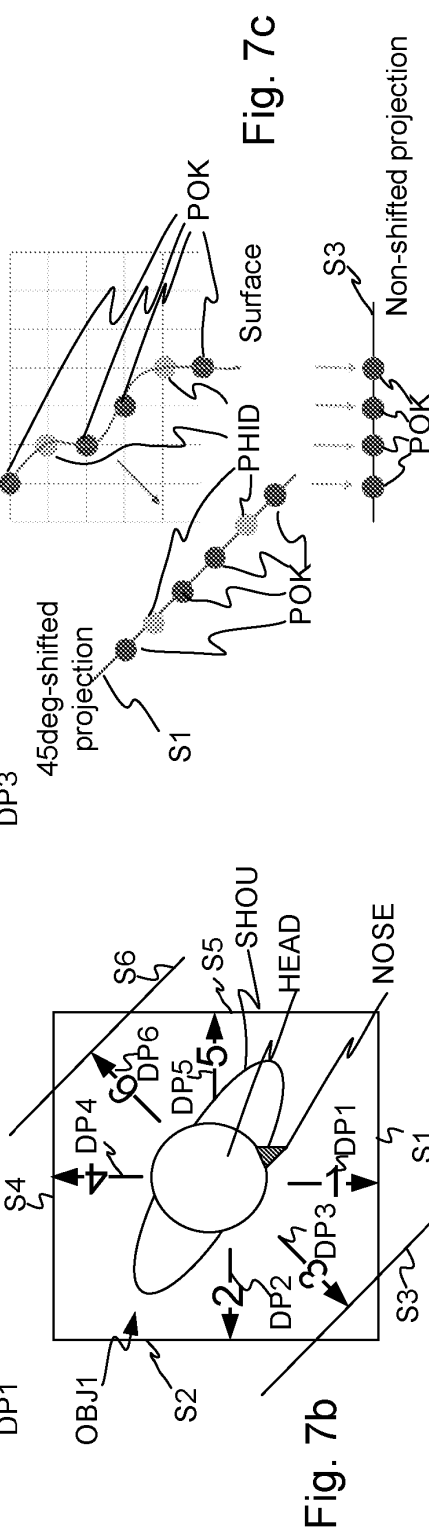 DP3
45deg-shifted
projection
S1
POK
PHID
Surface
POK
Fig. 7c
S3
POK
Non-shifted projection
DP1
OBJ1
S2
S4
4
DP4
6
DP6
S6
DP5
5
S5
SHOU
HEAD
NOSE
2
DP2
3
DP3
1
DP1
S1
S3
Fig. 7b